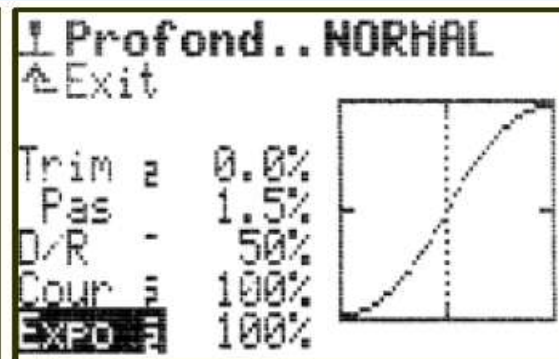 Profond..NORMAL
Exit
Trim 0.0%
Pas 1.5%
D/R 50%
Cour 100%
Expo 100%